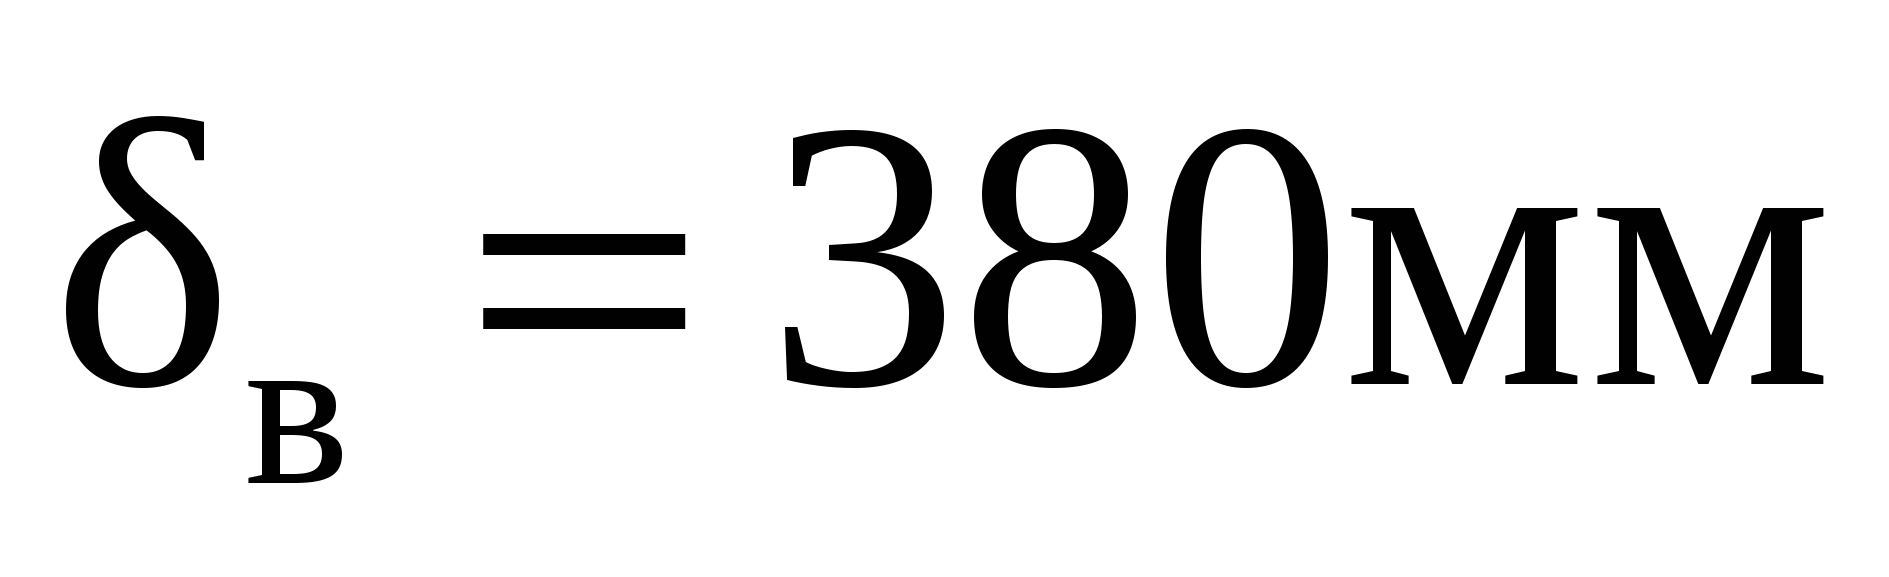 δв = 380мм